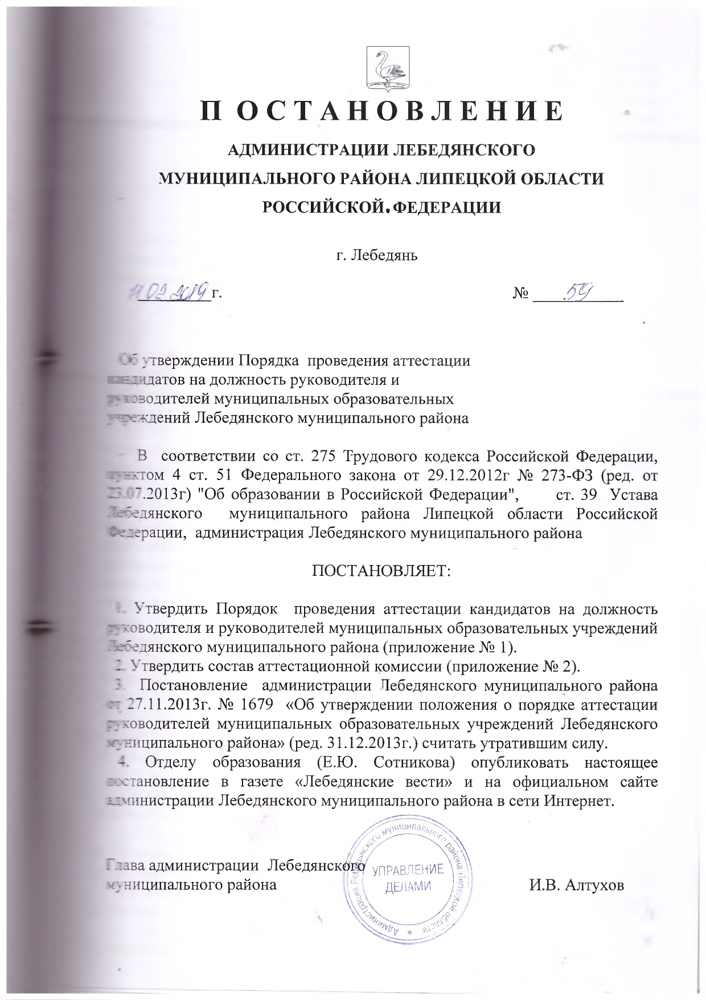 П ОСТАНОВЛЕНИЕ
АДМИНИСТРАЦИИ ЛЕБЕДЯНСКОГО
МУНИЦИПАЛЬНОГО РАЙОНА ЛИПЕЦКОЙ ОБЛАСТИ
РОССИЙСКОЙ ФЕДЕРАЦИИ
г. Лебедянь
02 2019 г. № 59
Об утверждении Порядка проведения аттестации
кандидатов на должность руководителя и
руководителей муниципальных образовательных
учреждений Лебедянского муниципального района
В соответствии со ст. 275 Трудового кодекса Российской Федерации,
пунктом 4 ст. 51 Федерального закона от 29.12.2012г № 273-ФЗ (ред. от
23.07.2013г) "Об образовании в Российской Федерации", ст. 39 Устава
Лебедянского муниципального района Липецкой области Российской
Федерации, администрация Лебедянского муниципального района
ПОСТАНОВЛЯЕТ:
1. Утвердить Порядок проведения аттестации кандидатов на должность
руководителя и руководителей муниципальных образовательных учреждений
Лебедянского муниципального района (приложение № 1).
2. Утвердить состав аттестационной комиссии (приложение № 2).
3. Постановление администрации Лебедянского муниципального района
от 27.11.2013г. № 1679 «Об утверждении положения о порядке аттестации
руководителей муниципальных образовательных учреждений Лебедянского
муниципального района» (ред. 31.12.2013г.) считать утратившим силу.
4. Отделу образования (Е.Ю. Сотникова) опубликовать настоящее
постановление в газете «Лебедянские вести» и на официальном сайте
администрации Лебедянского муниципального района в сети Интернет.
Глава администрации Лебедянского
муниципального района И.В. Алтухов
Администрация Лебедянского муниципального района Липецкой области *
УПРАВЛЕНИЕ
ДЕЛАМИ